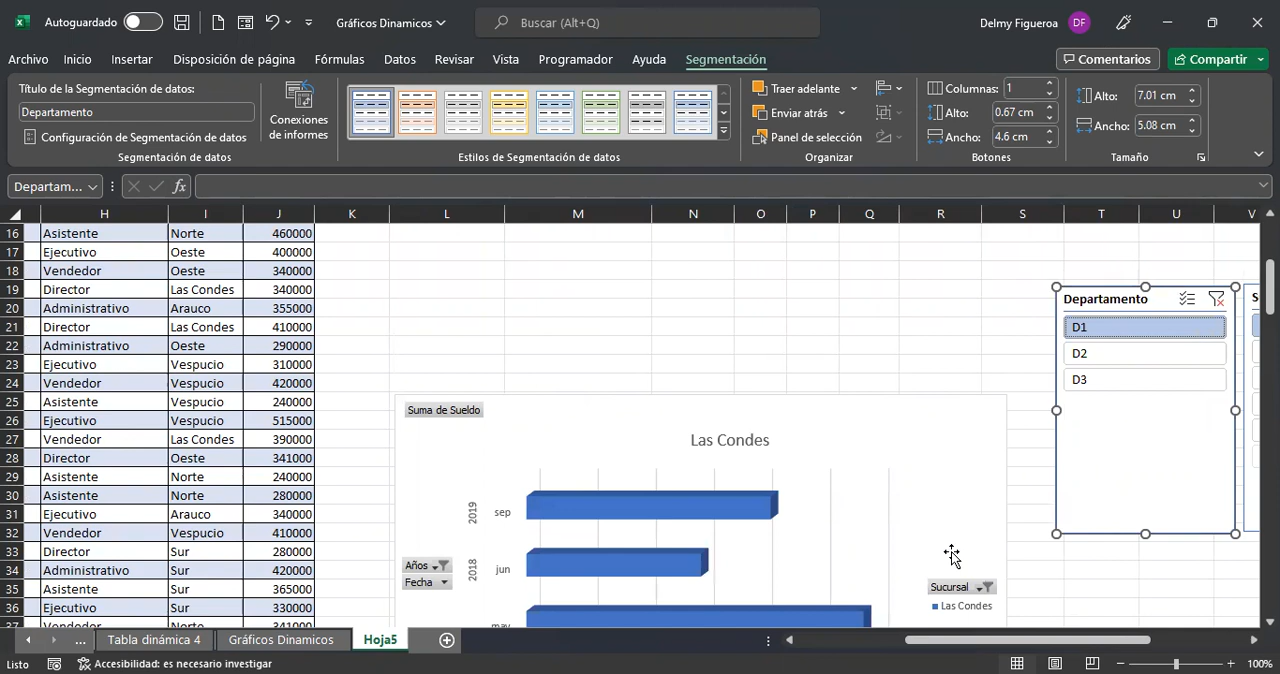 Autoguardado
Gráficos Dinamicos
Buscar (Alt+Q)
Delmy Figueroa
DF
Archivo Inicio Insertar Disposición de página Fórmulas Datos Revisar Vista Programador Ayuda Segmentación
Comentarios
Compartir
Título de la Segmentación de datos:
Departamento
Configuración de Segmentación de datos
Segmentación de datos
Conexiones
de informes
Estilos de Segmentación de datos
Traer adelante
Enviar atrás
Panel de selección
Organizar
Columnas: 1
Alto: 0.67 cm
Ancho: 4.6 cm
Botones
Alto: 7.01 cm
Ancho: 5.08 cm
Tamaño
Departam...
fx
H I J K L M N O P Q R S T U V
16 Asistente Norte 460000
17 Ejecutivo Oeste 400000
18 Vendedor Oeste 340000
19 Director Las Condes 340000
20 Administrativo Arauco 355000
21 Director Las Condes 410000
22 Administrativo Oeste 290000
23 Ejecutivo Vespucio 310000
24 Vendedor Vespucio 420000
25 Asistente Vespucio 240000
26 Ejecutivo Vespucio 515000
27 Vendedor Las Condes 390000
28 Director Oeste 341000
29 Asistente Norte 240000
30 Asistente Norte 280000
31 Ejecutivo Arauco 340000
32 Vendedor Vespucio 410000
33 Director Sur 280000
34 Administrativo Sur 420000
35 Asistente Sur 365000
36 Ejecutivo Sur 330000
37 Vendedor Sur 341000
Suma de Sueldo
Las Condes
2019 sep
2018 jun
may
Años
Fecha
Sucursal
Las Condes
Departamento
D1
D2
D3
S
... Tabla dinámica 4 Gráficos Dinamicos Hoja5
Listo
Accesibilidad: es necesario investigar
100%